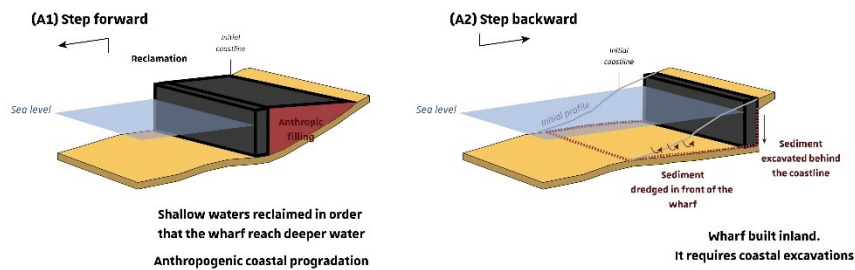 (A1) Step forward
Reclamation
Initiel
coastline
Sea level
Anthropic
filling
Shallow waters reclaimed in order
that the wharf reach deeper water
Anthropogenic coastal progradation
(A2) Step backward
Initial
coastline
Sea level
Initial profile
Sediment
excavated behind
the coastline
Sediment
dredged in front of the
wharf
Wharf built inland.
It requires coastal excavations